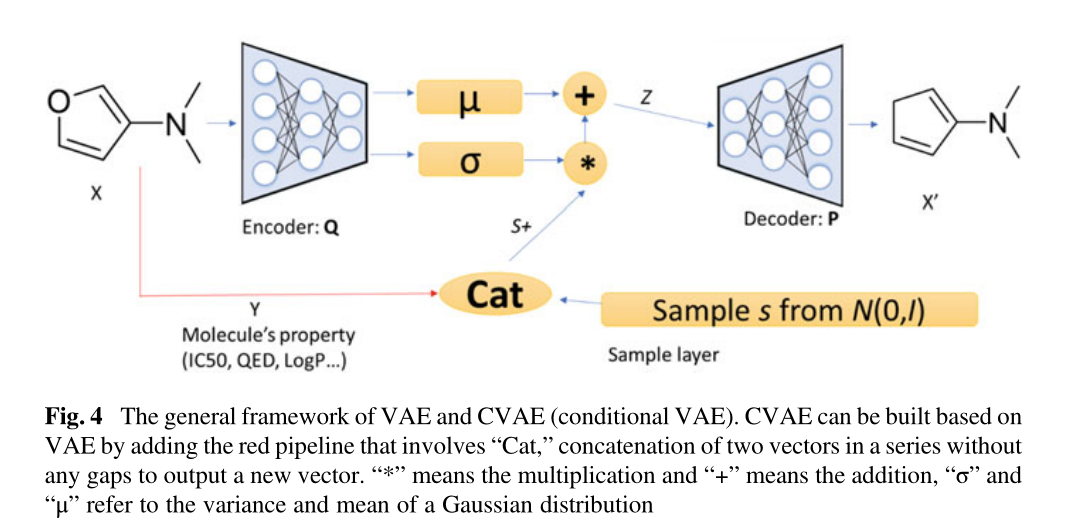 O
N
X
Encoder: Q
μ
σ
+
*
Z
S+
Decoder: P
N
X’
Cat
Y
Molecule’s property
(IC50, QED, LogP...)
Sample s from N(0,I)
Sample layer
Fig. 4 The general framework of VAE and CVAE (conditional VAE). CVAE can be built based on
VAE by adding the red pipeline that involves “Cat,” concatenation of two vectors in a series without
any gaps to output a new vector. “*” means the multiplication and “+” means the addition, “σ” and
“μ” refer to the variance and mean of a Gaussian distribution